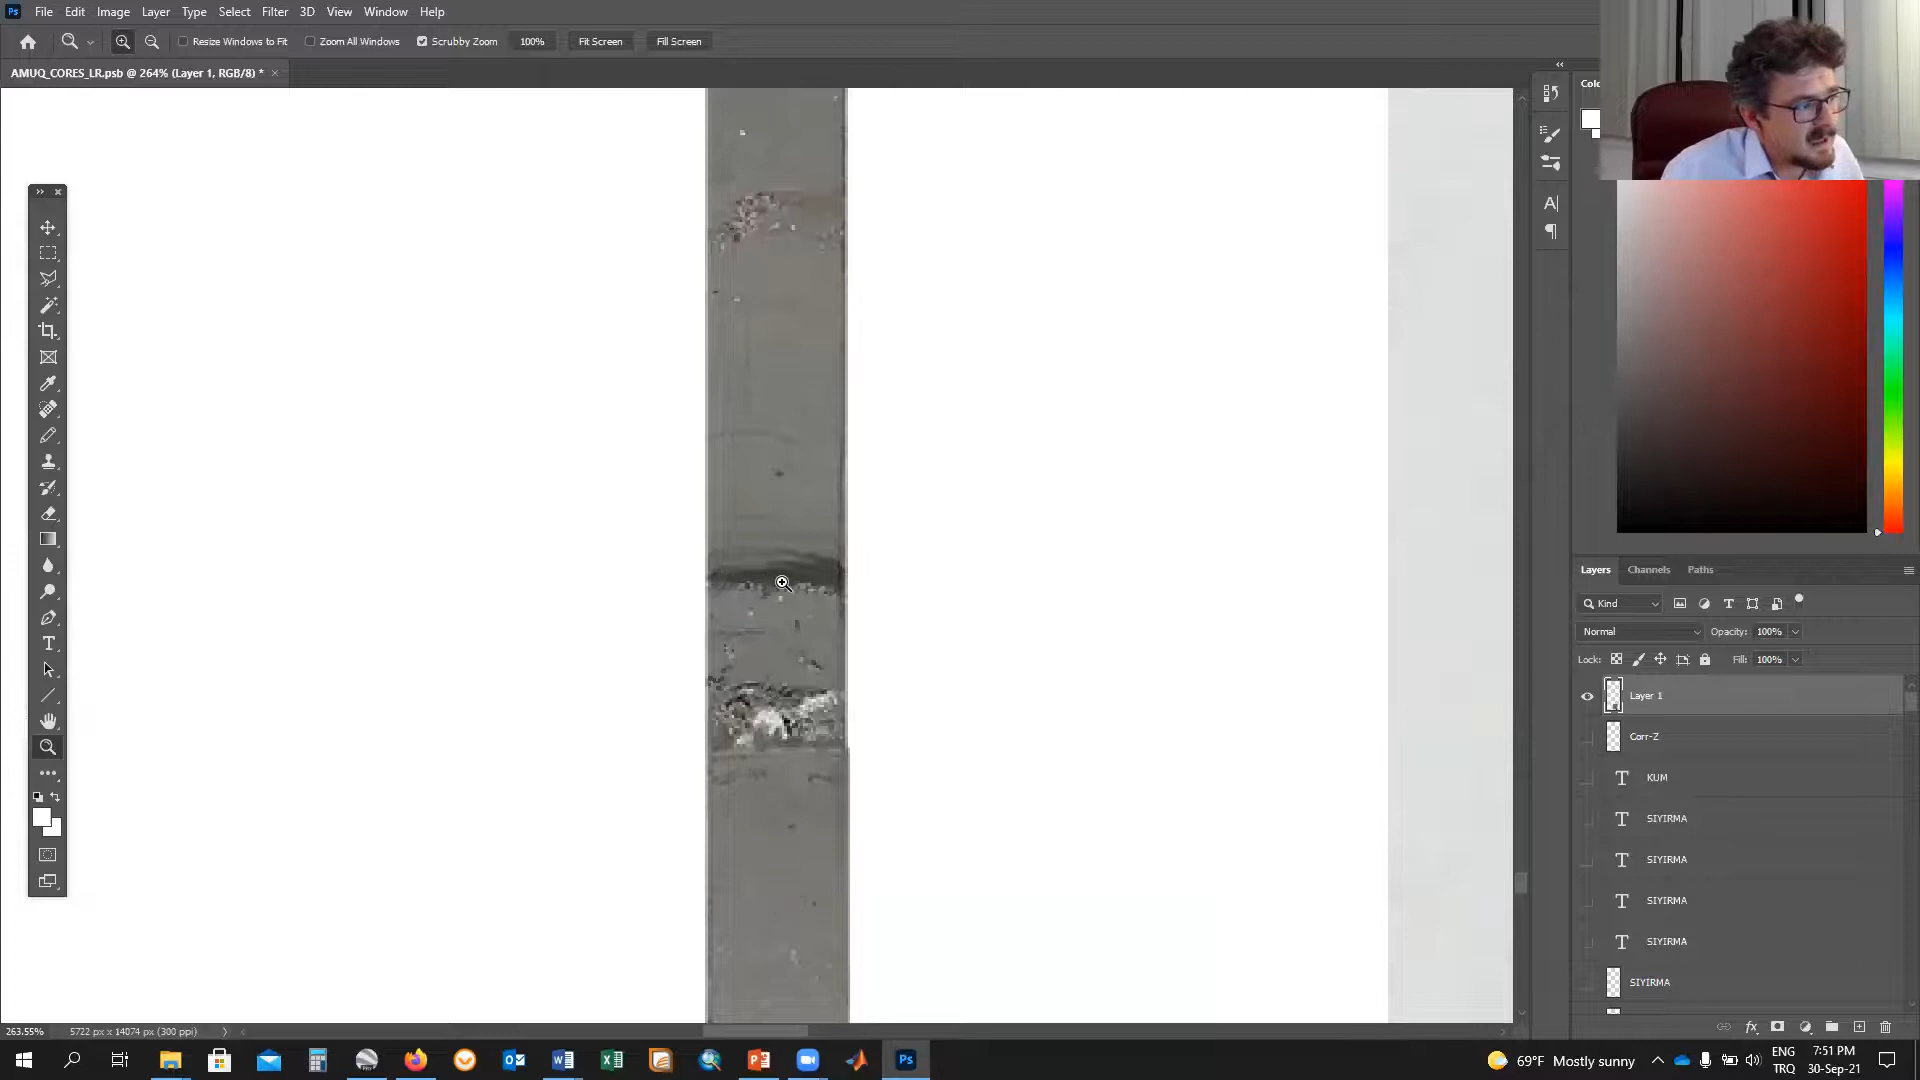 Ps File Edit Image Layer Type Select Filter 3D View Window Help
Resize Windows to Fit Zoom All Windows Scrubby Zoom 100% Fit Screen Fill Screen
AMUQ_CORES_LR.psb @ 264% (Layer 1, RGB/8) * ×
Colo
Layers Channels Paths
Kind
Normal Opacity: 100%
Lock: Fill: 100%
Layer 1
Corr-Z
T KUM
T SIYIRMA
T SIYIRMA
T SIYIRMA
T SIYIRMA
SIYIRMA
263.55% 5722 px x 14074 px (300 ppi)
69°F Mostly sunny
ENG
TRQ
7:51 PM
30-Sep-21